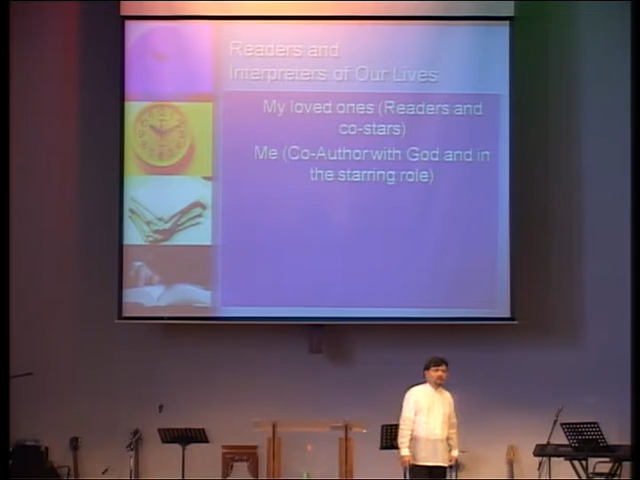 Readers and
Interpreters of Our Lives
My loved ones (Readers and
co-stars)
Me (Co-Author with God and in
the starring role)